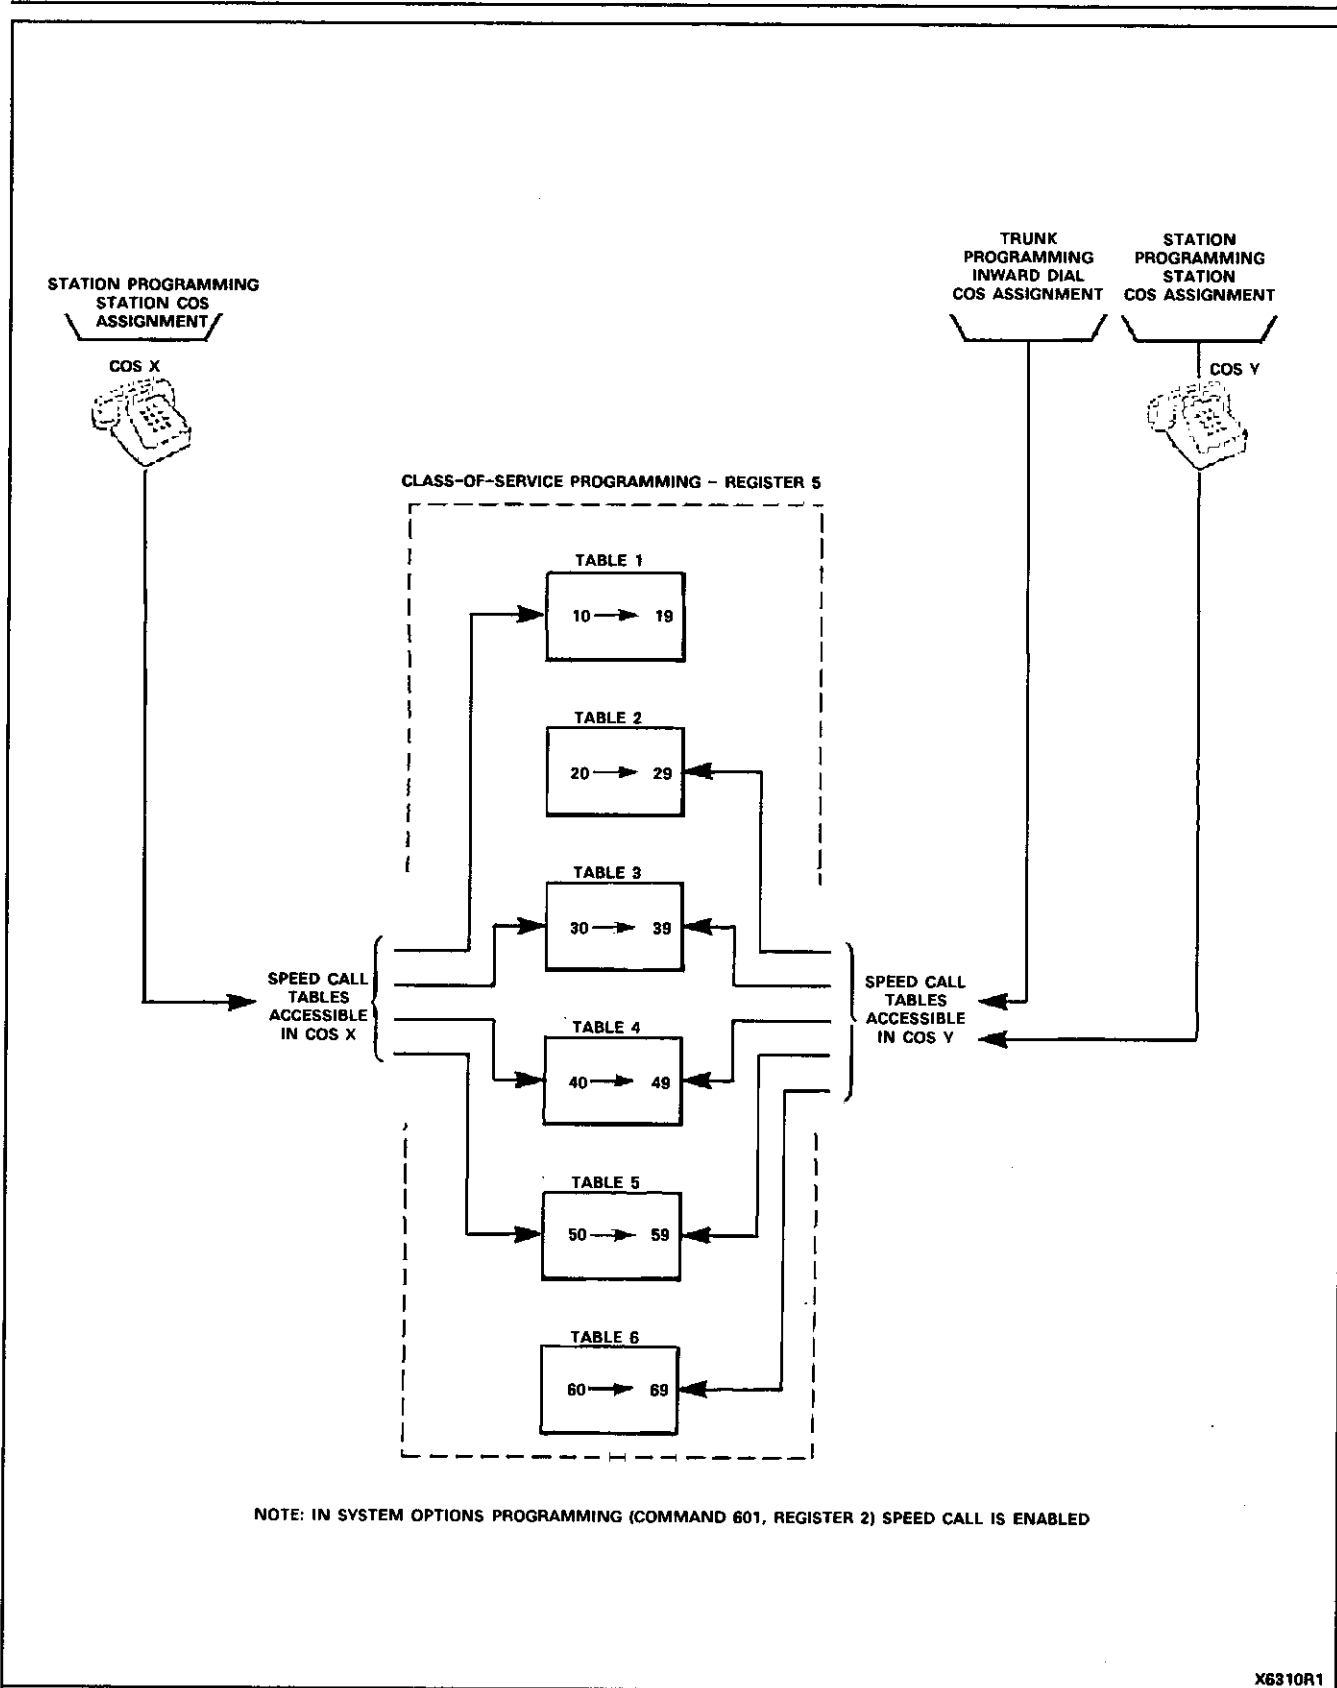 STATION PROGRAMMING
STATION COS
ASSIGNMENT
COS X
TRUNK
PROGRAMMING
INWARD DIAL
COS ASSIGNMENT
STATION
PROGRAMMING
STATION
COS ASSIGNMENT
COS Y
CLASS-OF-SERVICE PROGRAMMING - REGISTER 5
TABLE 1
10 → 19
TABLE 2
20 → 29
TABLE 3
30 → 39
SPEED CALL
TABLES
ACCESSIBLE
IN COS X
SPEED CALL
TABLES
ACCESSIBLE
IN COS Y
TABLE 4
40 → 49
TABLE 5
50 → 59
TABLE 6
60 → 69
NOTE: IN SYSTEM OPTIONS PROGRAMMING (COMMAND 601, REGISTER 2) SPEED CALL IS ENABLED
X6310R1